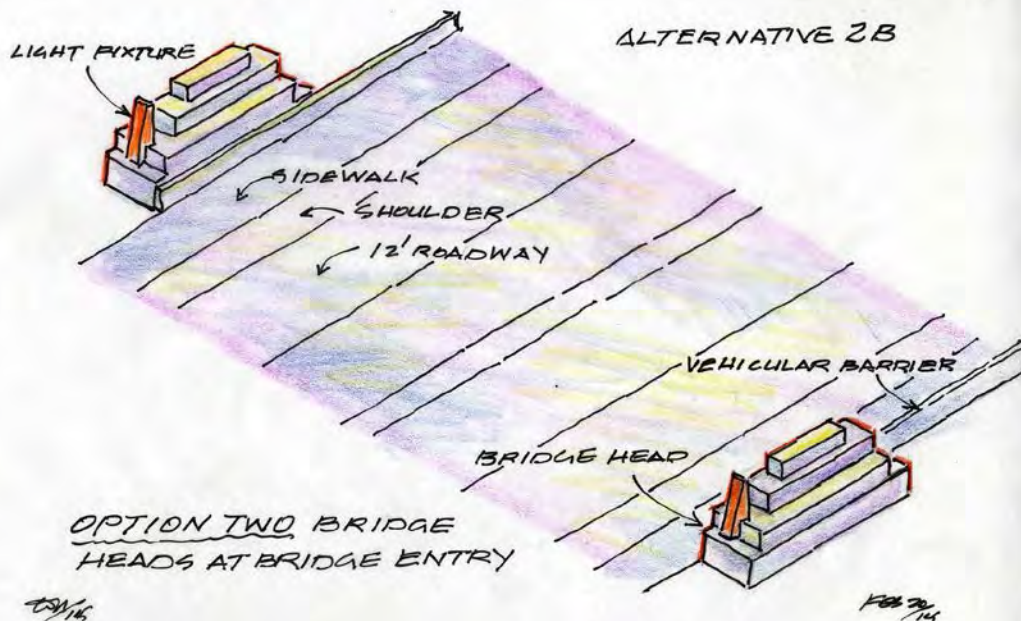 ALTERNATIVE 2B
LIGHT FIXTURE
SIDEWALK
SHOULDER
12' ROADWAY
VEHICULAR BARRIER
BRIDGE HEAD
OPTION TWO BRIDGE
HEADS AT BRIDGE ENTRY